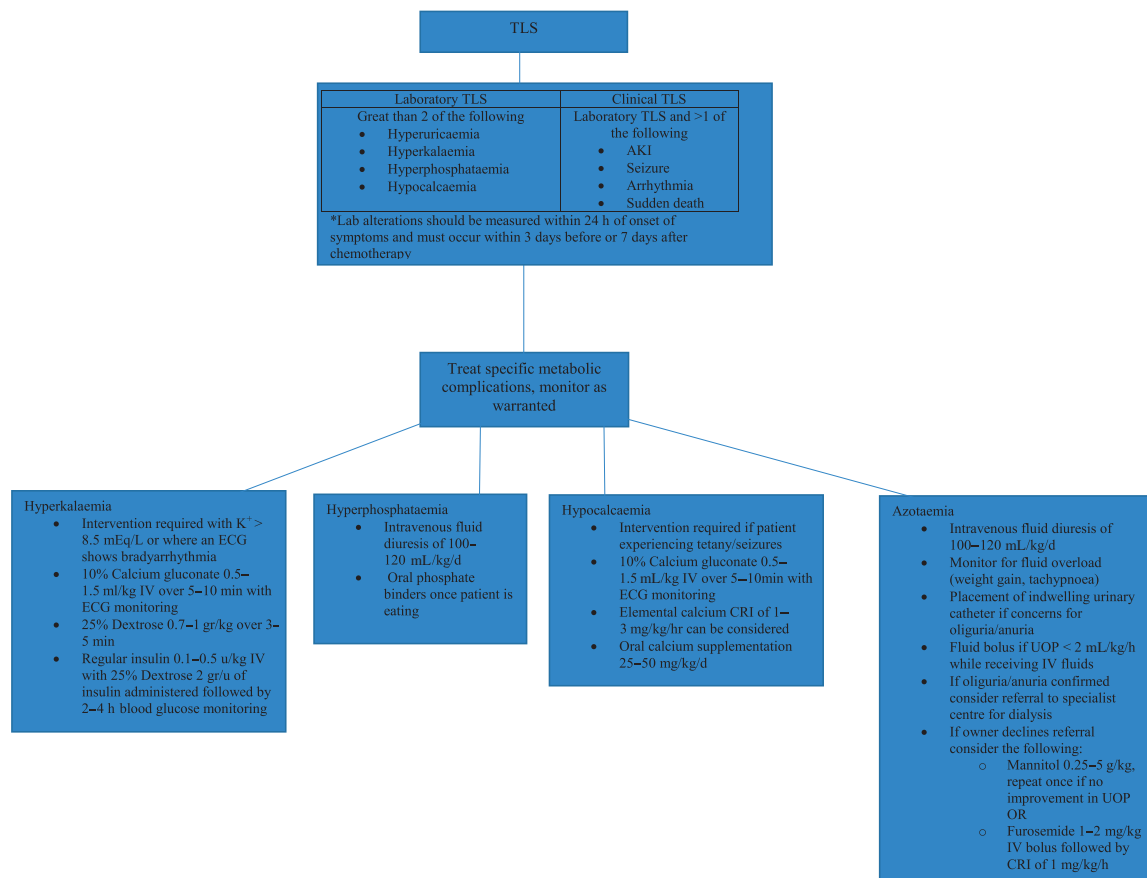 TLS
Laboratory TLS
Great than 2 of the following
• Hyperuricaemia
• Hyperkalaemia
• Hyperphosphataemia
• Hypocalcaemia
Clinical TLS
Laboratory TLS and >1 of
the following
• AKI
• Seizure
• Arrhythmia
• Sudden death
*Lab alterations should be measured within 24 h of onset of
symptoms and must occur within 3 days before or 7 days after
chemotherapy
Treat specific metabolic
complications, monitor as
warranted
Hyperkalaemia
• Intervention required with K⁺ >
8.5 mEq/L or where an ECG
shows bradyarrhythmia
• 10% Calcium gluconate 0.5–
1.5 ml/kg IV over 5–10 min with
ECG monitoring
• 25% Dextrose 0.7–1 gr/kg over 3–
5 min
• Regular insulin 0.1–0.5 u/kg IV
with 25% Dextrose 2 gr/u of
insulin administered followed by
2–4 h blood glucose monitoring
Hyperphosphataemia
• Intravenous fluid
diuresis of 100–
120 mL/kg/d
• Oral phosphate
binders once patient is
eating
Hypocalcaemia
• Intervention required if patient
experiencing tetany/seizures
• 10% Calcium gluconate 0.5–
1.5 mL/kg IV over 5–10min with
ECG monitoring
• Elemental calcium CRI of 1–
3 mg/kg/hr can be considered
• Oral calcium supplementation
25–50 mg/kg/d
Azotaemia
• Intravenous fluid diuresis of
100–120 mL/kg/d
• Monitor for fluid overload
(weight gain, tachypnoea)
• Placement of indwelling urinary
catheter if concerns for
oliguria/anuria
• Fluid bolus if UOP < 2 mL/kg/h
while receiving IV fluids
• If oliguria/anuria confirmed
consider referral to specialist
centre for dialysis
• If owner declines referral
consider the following:
o Mannitol 0.25–5 g/kg,
repeat once if no
improvement in UOP
OR
o Furosemide 1–2 mg/kg
IV bolus followed by
CRI of 1 mg/kg/h